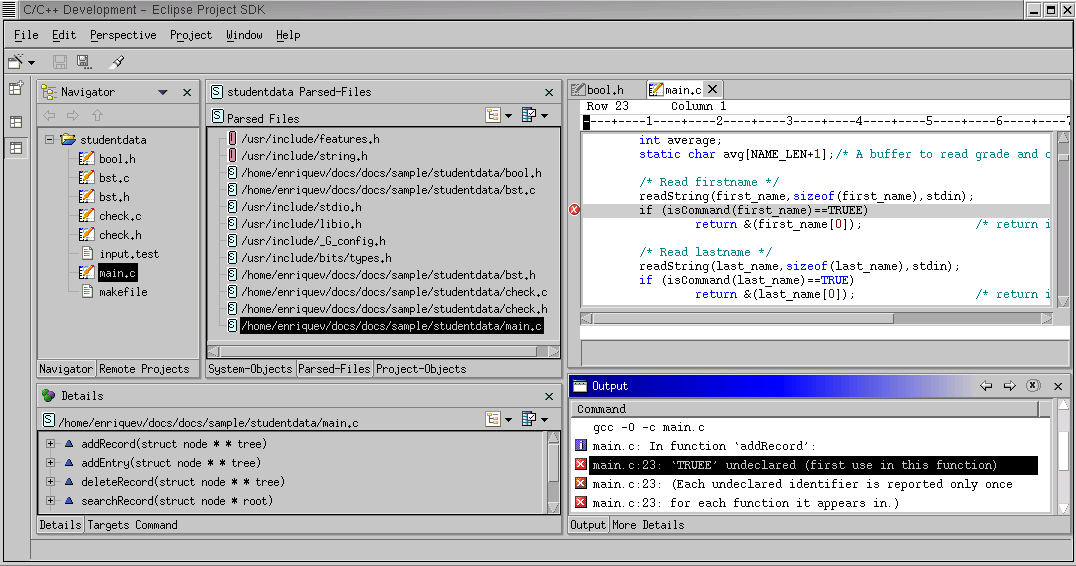 C/C++ Development - Eclipse Project SDK
File Edit Perspective Project Window Help
Navigator
studentdata
bool.h
bst.c
bst.h
check.c
check.h
input.test
main.c
makefile
Navigator Remote Projects
studentdata Parsed-Files
Parsed Files
/usr/include/features.h
/usr/include/string.h
/home/enriquev/docs/docs/sample/studentdata/bool.h
/home/enriquev/docs/docs/sample/studentdata/bst.c
/usr/include/stdio.h
/usr/include/libio.h
/usr/include/_G_config.h
/usr/include/bits/types.h
/home/enriquev/docs/docs/sample/studentdata/bst.h
/home/enriquev/docs/docs/sample/studentdata/check.c
/home/enriquev/docs/docs/sample/studentdata/check.h
/home/enriquev/docs/docs/sample/studentdata/main.c
System-Objects Parsed-Files Project-Objects
bool.h main.c
Row 23 Column 1
----+----1----+----2----+----3----+----4----+----5----+----6----+----7
int average;
static char avg[NAME_LEN+1];/* A buffer to read grade and c
/* Read firstname */
readString(first_name,sizeof(first_name),stdin);
if (isCommand(first_name)==TRUEE)
return &(first_name[0]); /* return i
/* Read lastname */
readString(last_name,sizeof(last_name),stdin);
if (isCommand(last_name)==TRUE)
return &(last_name[0]); /* return i
Details
/home/enriquev/docs/docs/sample/studentdata/main.c
addRecord(struct node * * tree)
addEntry(struct node * * tree)
deleteRecord(struct node * * tree)
searchRecord(struct node * root)
Details Targets Command
Output
Command
gcc -O -c main.c
main.c: In function `addRecord':
main.c:23: `TRUEE' undeclared (first use in this function)
main.c:23: (Each undeclared identifier is reported only once
main.c:23: for each function it appears in.)
Output More Details